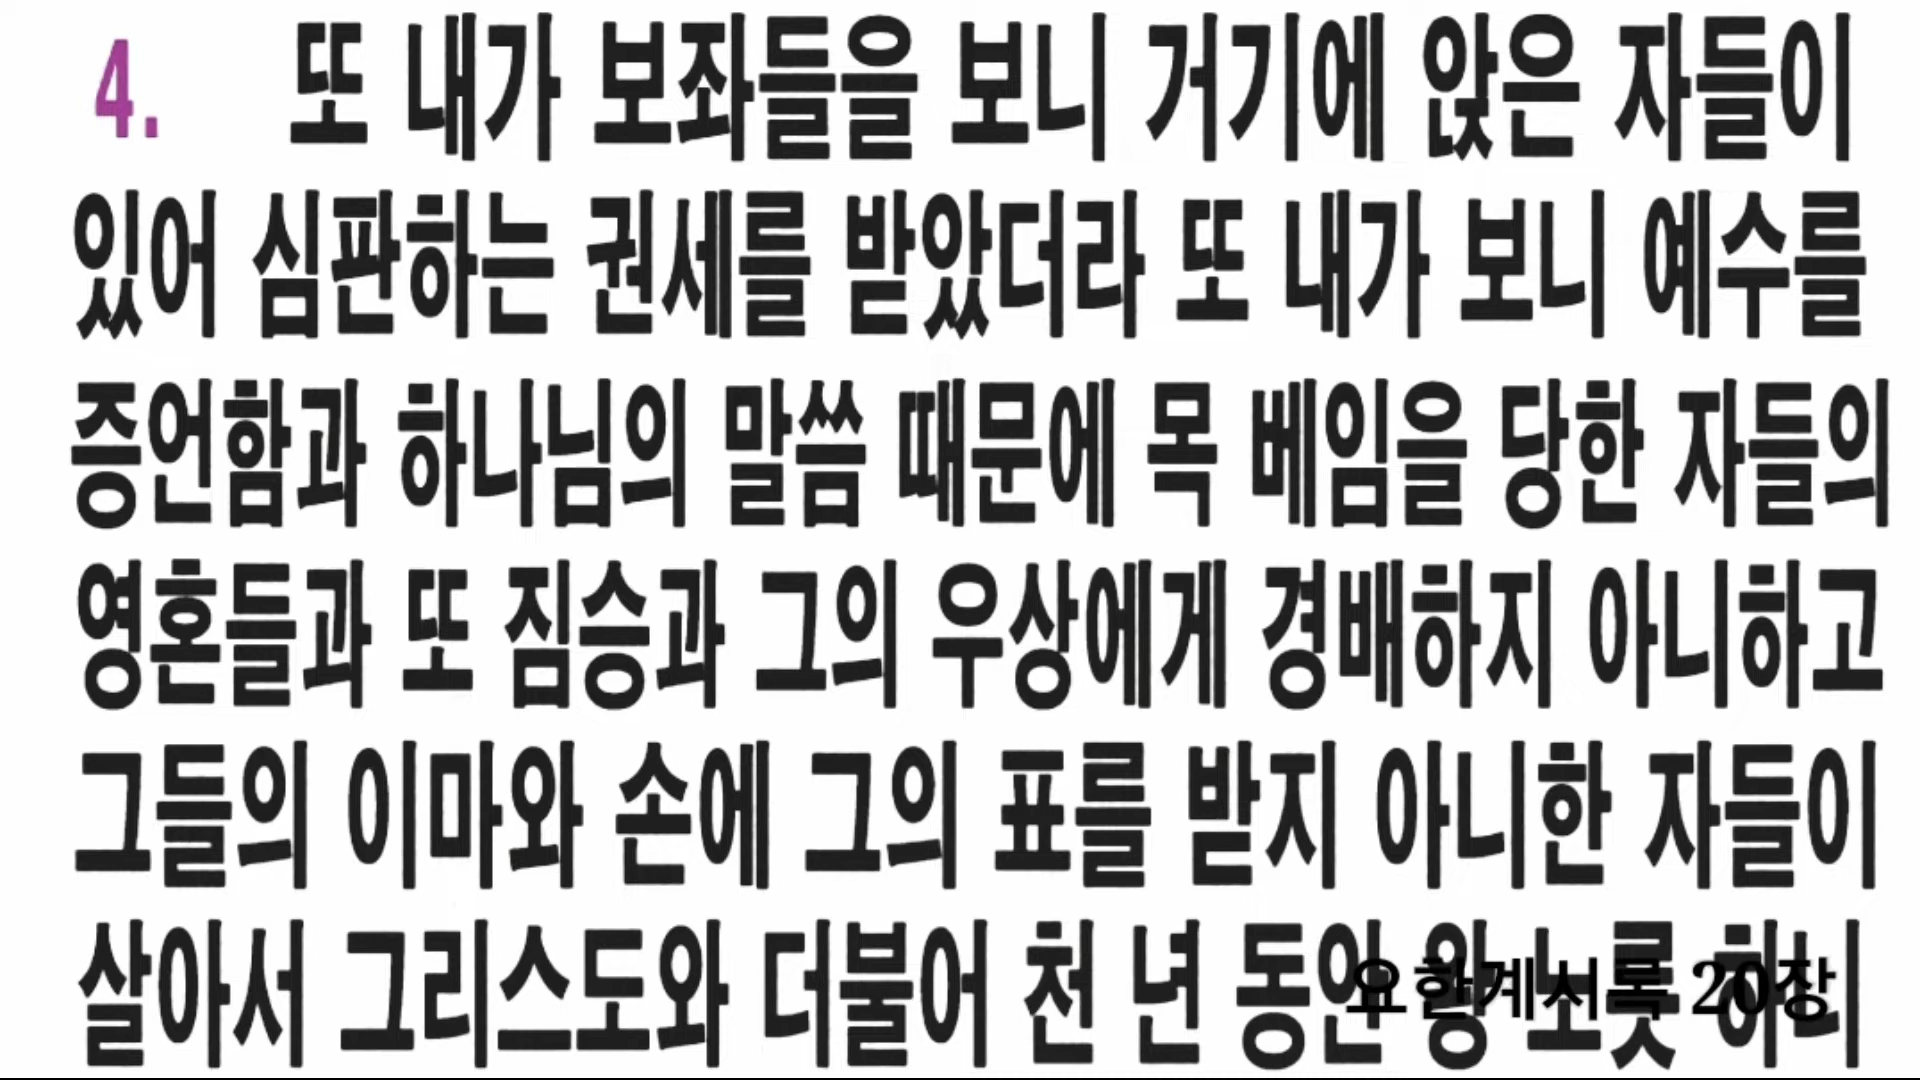 4. 또 내가 보좌들을 보니 거기에 앉은 자들이
있어 심판하는 권세를 받았더라 또 내가 보니 예수를
증언함과 하나님의 말씀 때문에 목 베임을 당한 자들의
영혼들과 또 짐승과 그의 우상에게 경배하지 아니하고
그들의 이마와 손에 그의 표를 받지 아니한 자들이
살아서 그리스도와 더불어 천 년 동안 왕 노릇 하니
요한계시록 20장